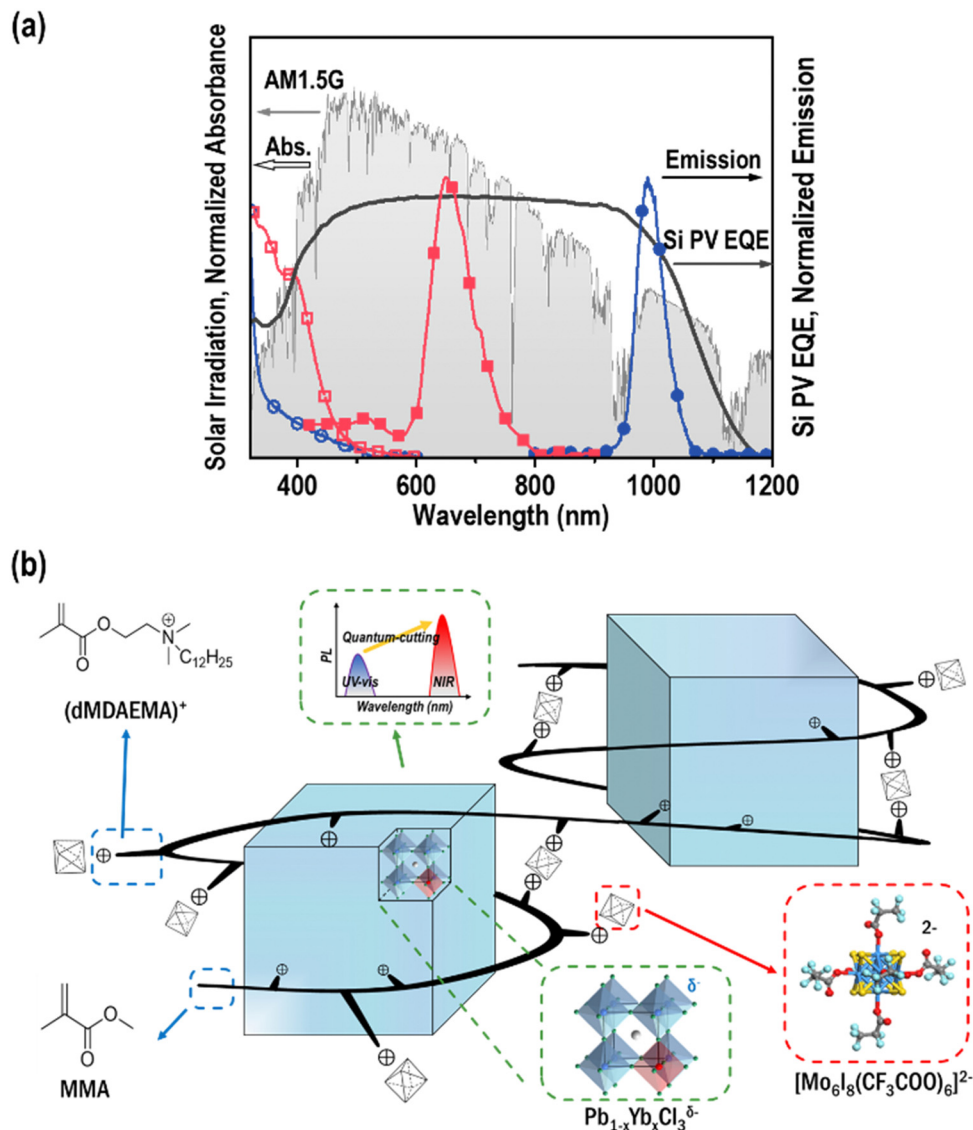 (a)
Solar Irradiation, Normalized Absorbance
Si PV EQE, Normalized Emission
AM1.5G
Abs.
Emission
Si PV EQE
400
600
800
1000
1200
Wavelength (nm)
(b)
O
O
N
⊕
C₁₂H₂₅
(dMDAEMA)⁺
PL
Quantum-cutting
UV-vis
NIR
Wavelength (nm)
O
O
MMA
δ-
Pb₁₋ₓYbₓCl₃^δ-
2-
[Mo₆I₈(CF₃COO)₆]²⁻